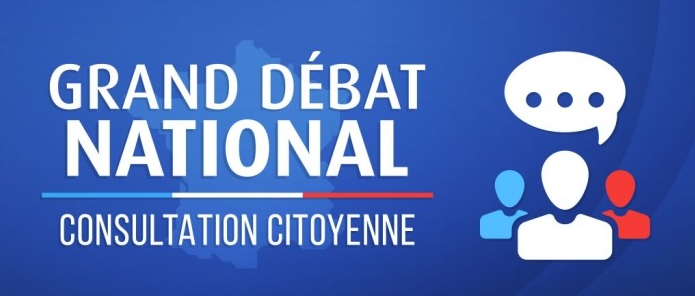 GRAND DÉBAT
NATIONAL
CONSULTATION CITOYENNE